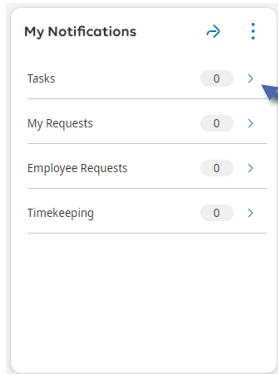 My Notifications
Tasks 0
My Requests 0
Employee Requests 0
Timekeeping 0